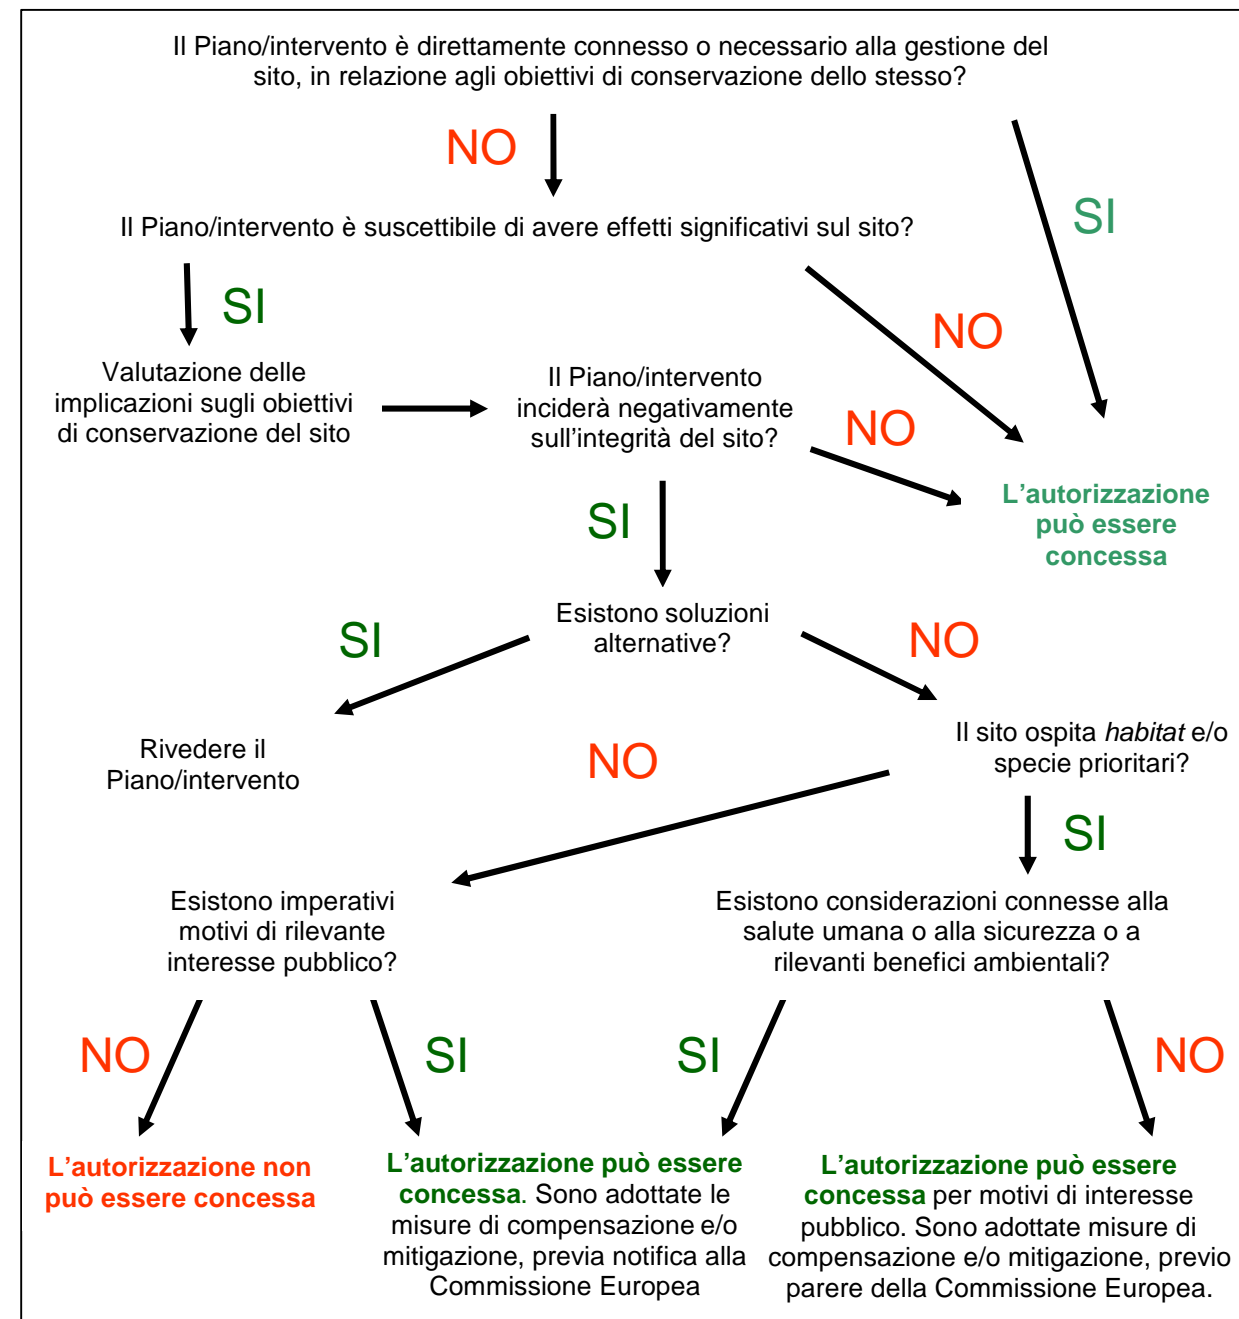 Il Piano/intervento è direttamente connesso o necessario alla gestione del
sito, in relazione agli obiettivi di conservazione dello stesso?
NO
SI
Il Piano/intervento è suscettibile di avere effetti significativi sul sito?
SI
NO
Valutazione delle
implicazioni sugli obiettivi
di conservazione del sito
Il Piano/intervento
inciderà negativamente
sull'integrità del sito?
NO
L'autorizzazione
può essere
concessa
SI
Esistono soluzioni
alternative?
SI
NO
Rivedere il
Piano/intervento
Il sito ospita habitat e/o
specie prioritari?
NO
SI
Esistono imperativi
motivi di rilevante
interesse pubblico?
Esistono considerazioni connesse alla
salute umana o alla sicurezza o a
rilevanti benefici ambientali?
NO
SI
SI
NO
L'autorizzazione non
può essere concessa
L'autorizzazione può essere
concessa. Sono adottate le
misure di compensazione e/o
mitigazione, previa notifica alla
Commissione Europea
L'autorizzazione può essere
concessa per motivi di interesse
pubblico. Sono adottate misure di
compensazione e/o mitigazione, previo
parere della Commissione Europea.